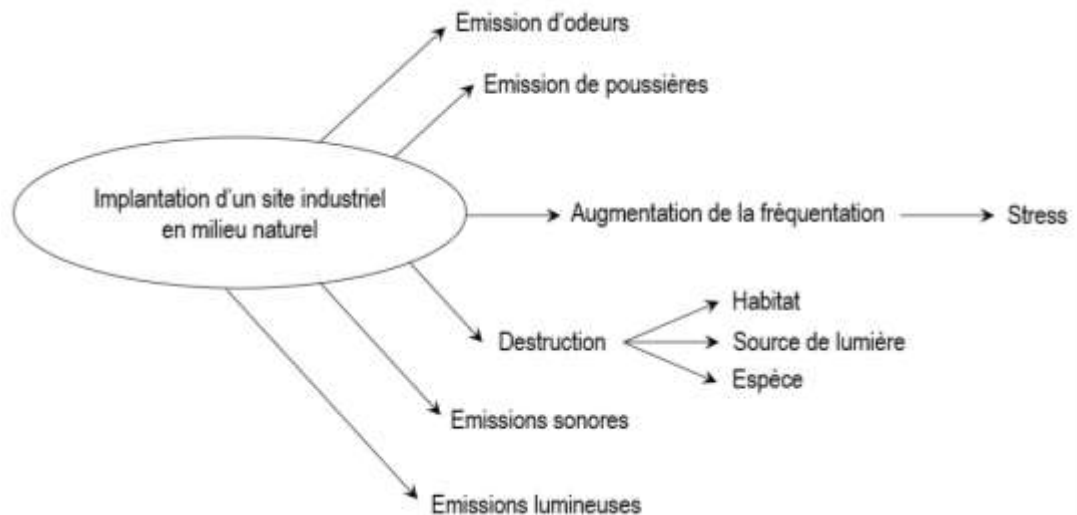 Emission d'odeurs
Emission de poussières
Implantation d'un site industriel
en milieu naturel
Augmentation de la fréquentation
Stress
Destruction
Habitat
Source de lumière
Espèce
Emissions sonores
Emissions lumineuses